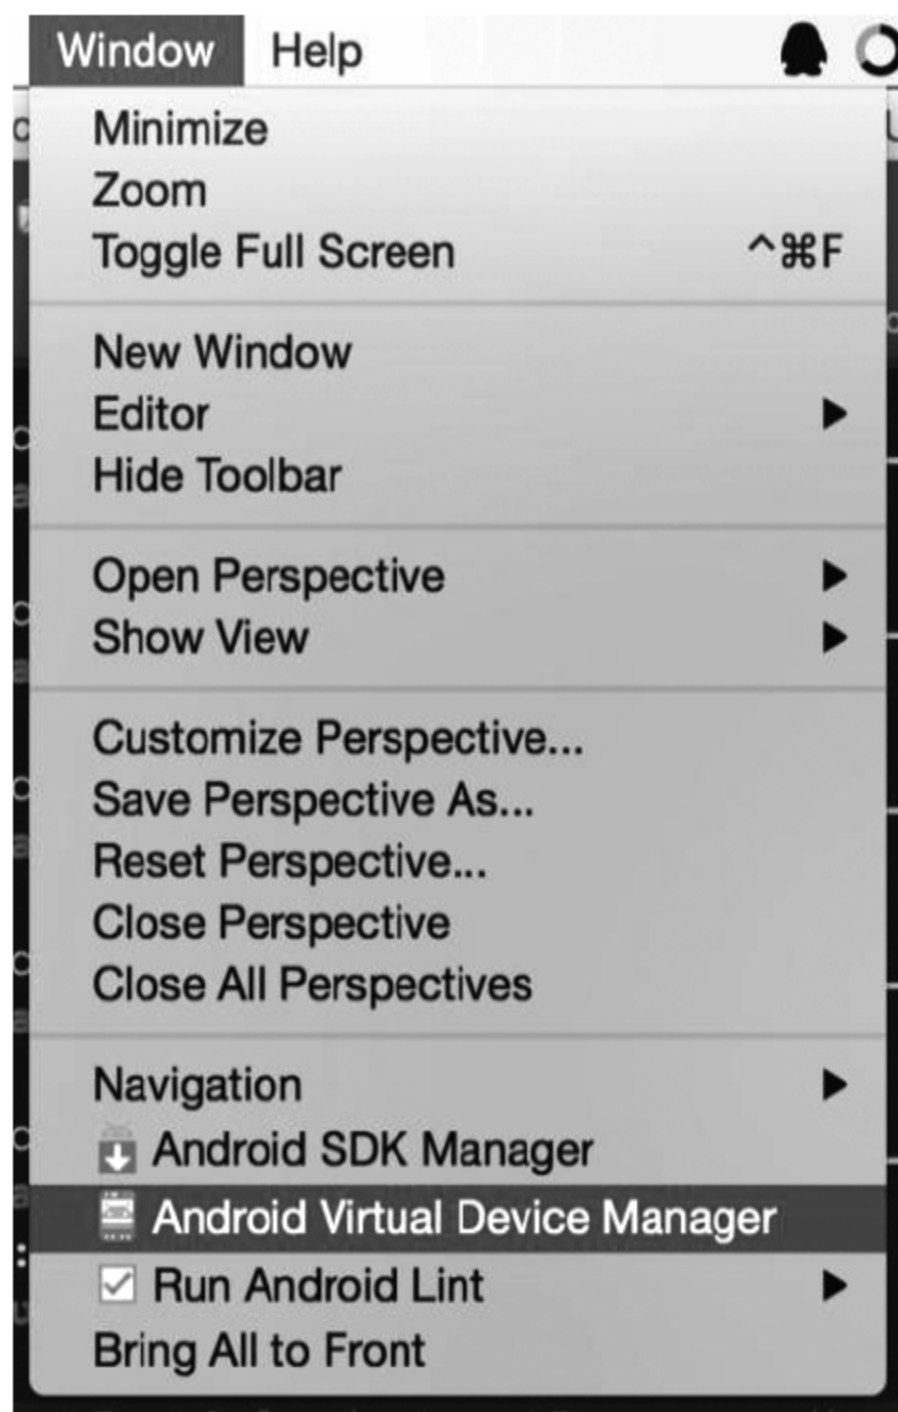 Window Help
Minimize
Zoom
Toggle Full Screen ^⌘F
New Window
Editor
Hide Toolbar
Open Perspective
Show View
Customize Perspective...
Save Perspective As...
Reset Perspective...
Close Perspective
Close All Perspectives
Navigation
Android SDK Manager
Android Virtual Device Manager
Run Android Lint
Bring All to Front